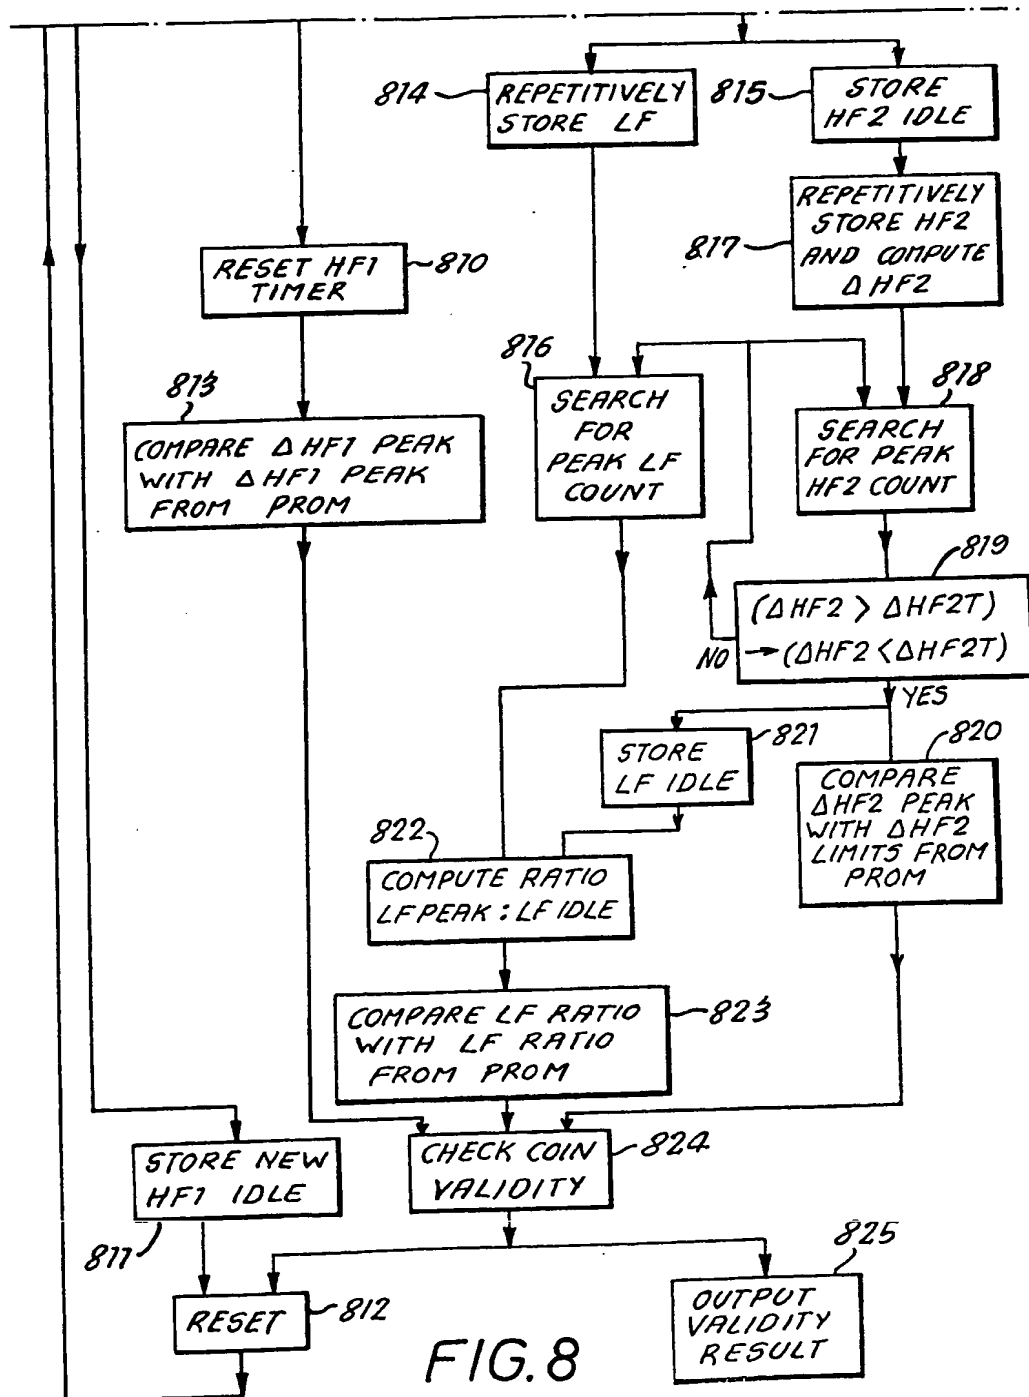 814
REPETITIVELY
STORE LF
815
STORE
HF2 IDLE
REPETITIVELY
STORE HF2
AND COMPUTE
Δ HF2
817
RESET HF1
TIMER
810
816
SEARCH
FOR
PEAK LF
COUNT
818
SEARCH
FOR PEAK
HF2 COUNT
813
COMPARE Δ HF1 PEAK
WITH Δ HF1 PEAK
FROM PROM
819
(ΔHF2 > ΔHF2T)
→ (ΔHF2 < ΔHF2T)
NO
YES
821
STORE
LF IDLE
820
COMPARE
ΔHF2 PEAK
WITH ΔHF2
LIMITS FROM
PROM
822
COMPUTE RATIO
LF PEAK : LF IDLE
COMPARE LF RATIO
WITH LF RATIO
FROM PROM
823
CHECK COIN
VALIDITY
824
STORE NEW
HF1 IDLE
811
RESET
812
825
OUTPUT
VALIDITY
RESULT
FIG. 8